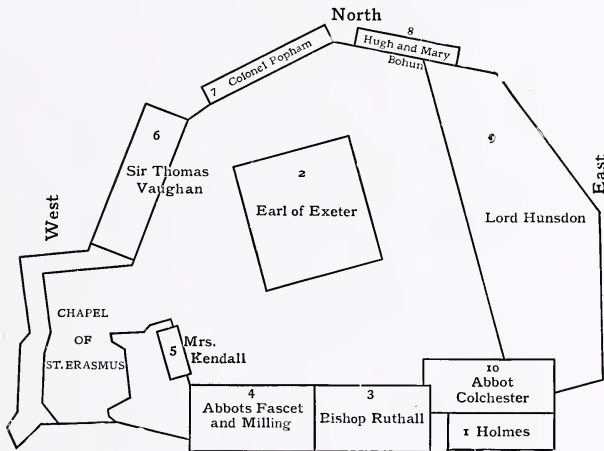 North
8
Hugh and Mary
Bohun
7 Colonel Popham
6
Sir Thomas
Vaughan
2
Earl of Exeter
9
Lord Hunsdon
East
West
CHAPEL
OF
ST. ERASMUS
5
Mrs.
Kendall
4
Abbots Fascet
and Milling
3
Bishop Ruthall
10
Abbot
Colchester
1 Holmes